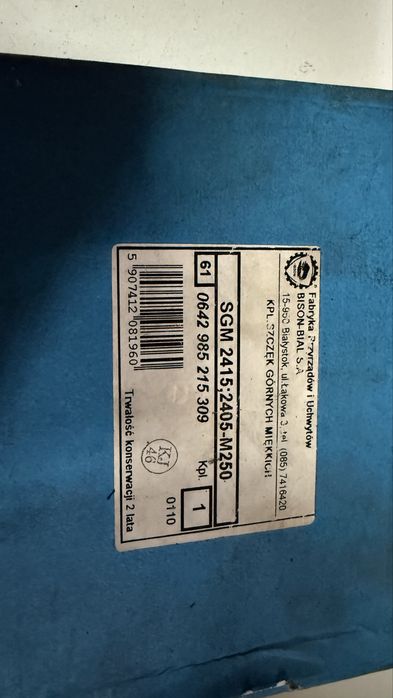 Fabryka Przyrządów i Uchwytów
BISON-BIAL S.A
15-950 Białystok, ul.Łąkowa 3, tel (085) 7416420
KPL.SZCZĘK GÓRNYCH MIĘKKICH
SGM 2415;2405-M250
61 0642 985 215 309 kpl. 1
0110
5 907412 081960
KJ
46
Trwałość konserwacji 2 lata